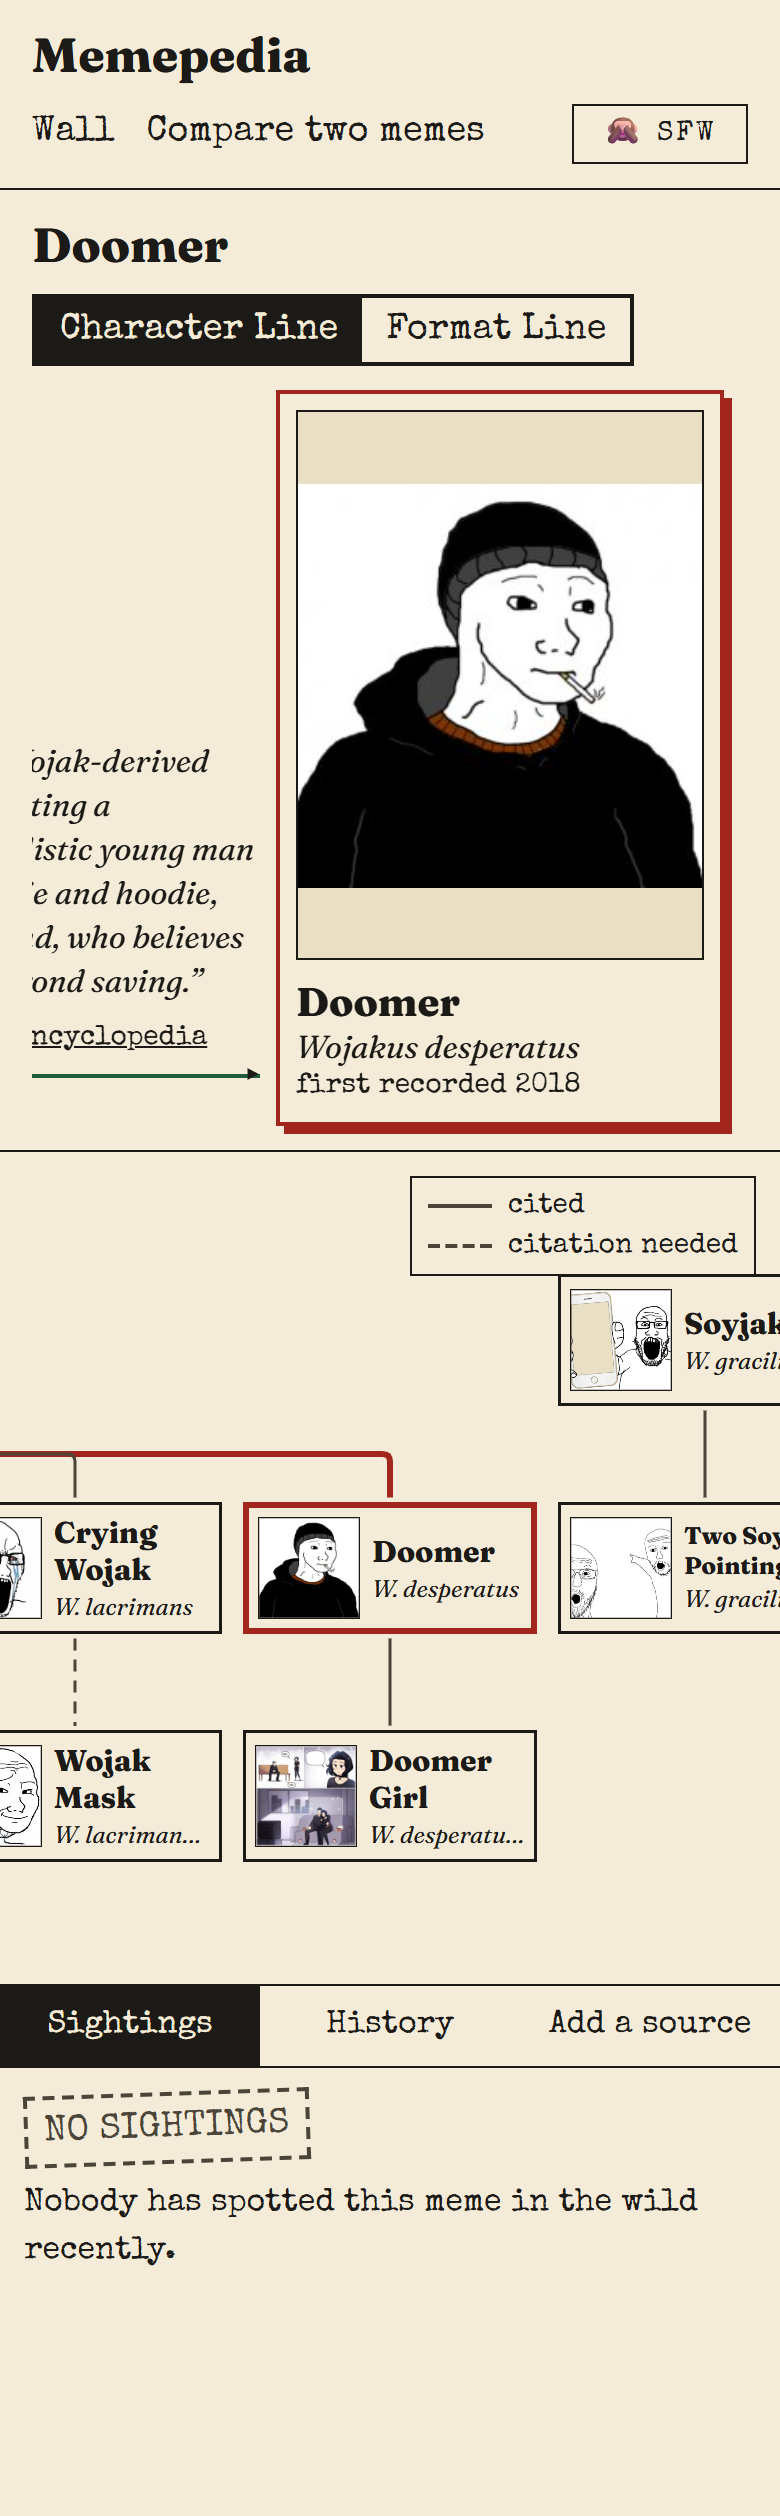 Memepedia
Wall Compare two memes SFW
Doomer
Character Line Format Line
ojak-derived
ting a
istic young man
e and hoodie,
d, who believes
ond saving.”
ncyclopedia
Doomer
Wojakus desperatus
first recorded 2018
cited
citation needed
Soyjak
W. gracili
Crying
Wojak
W. lacrimans
Doomer
W. desperatus
Two Soy
Pointing
W. gracili
Wojak
Mask
W. lacriman...
Doomer
Girl
W. desperatu...
Sightings History Add a source
NO SIGHTINGS
Nobody has spotted this meme in the wild
recently.